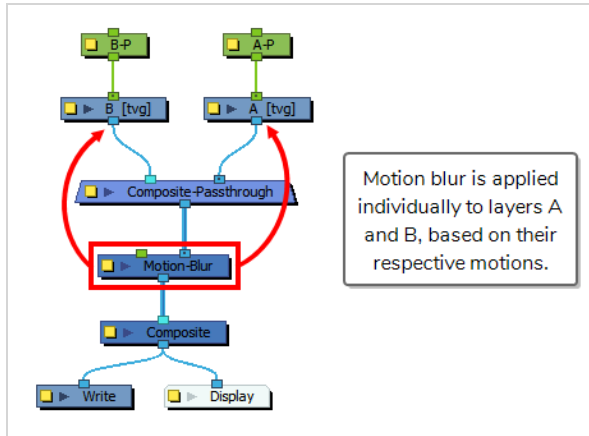 B-P
A-P
B [tvg]
A [tvg]
Composite-Passthrough
Motion blur is applied
individually to layers A
and B, based on their
respective motions.
Motion-Blur
Composite
Write
Display